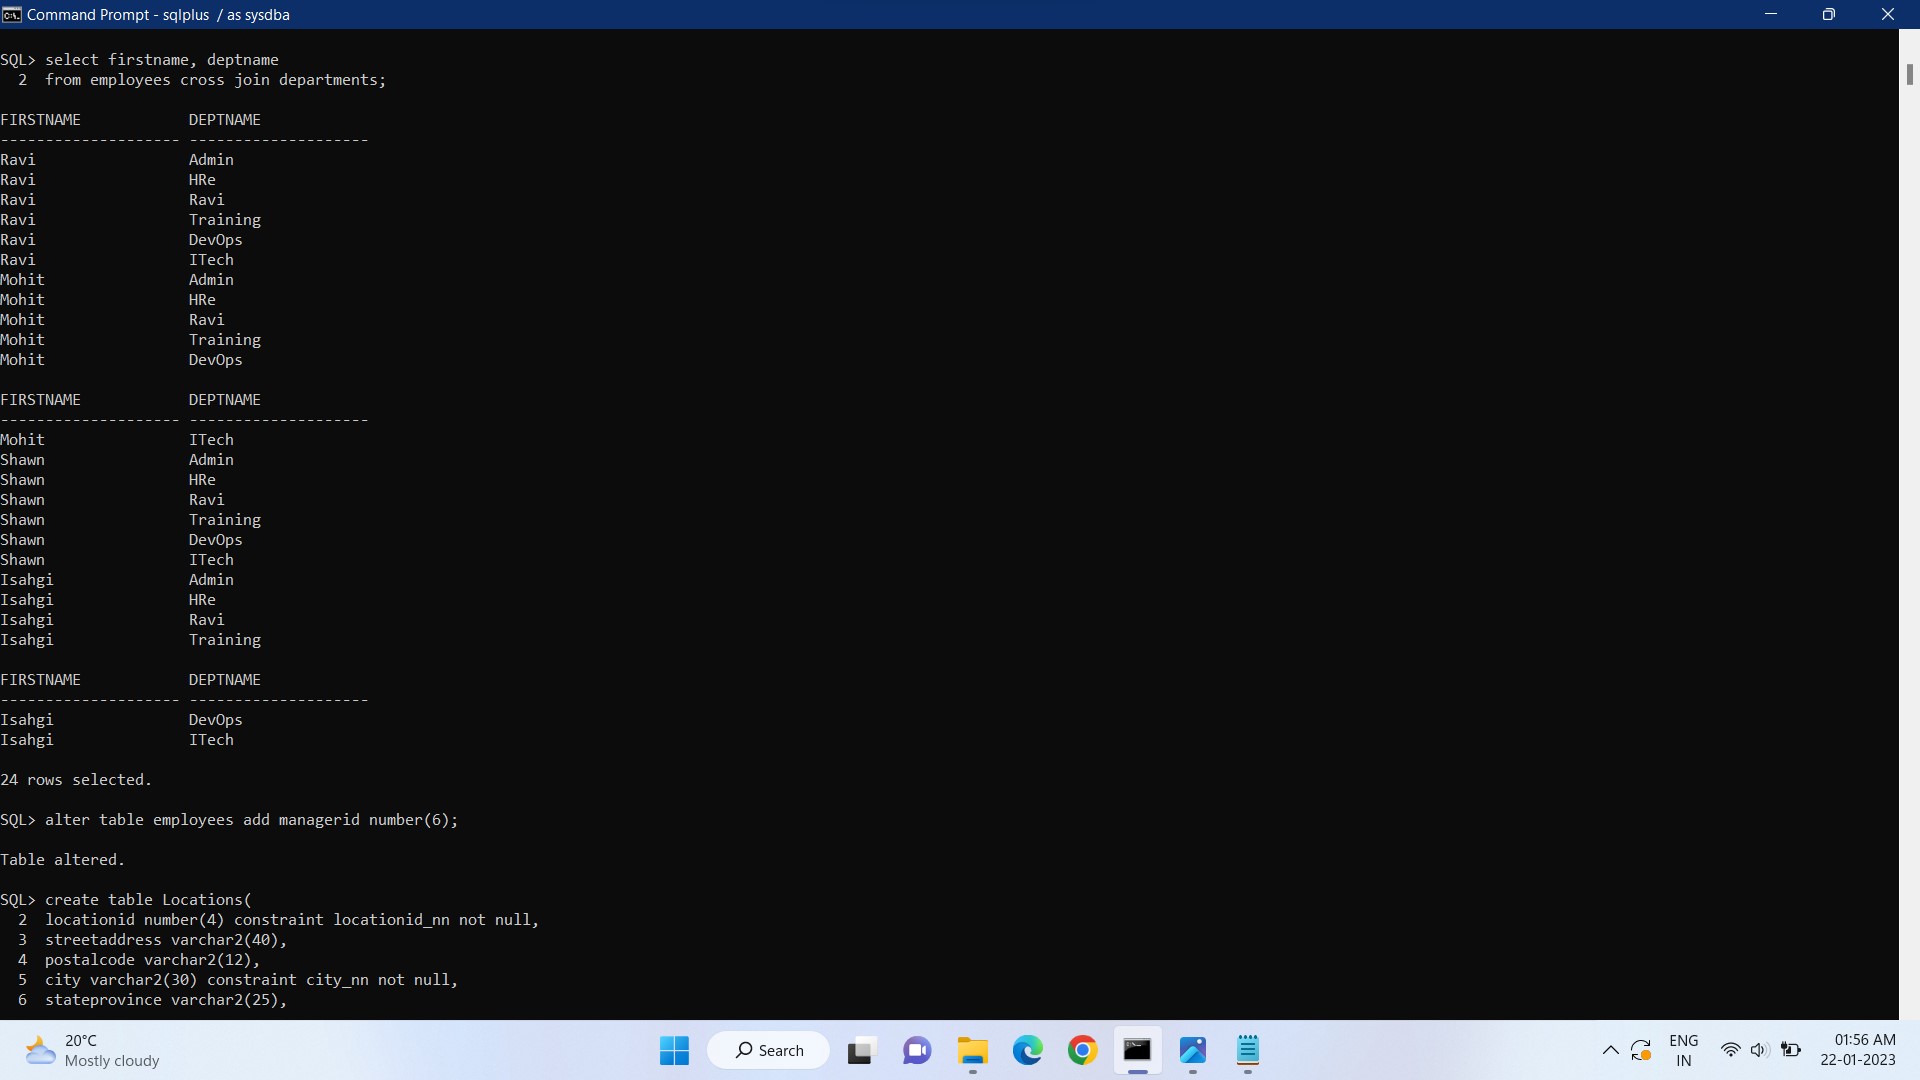 Command Prompt - sqlplus  / as sysdba
SQL> select firstname, deptname
  2  from employees cross join departments;
FIRSTNAME            DEPTNAME
-------------------- --------------------
Ravi                 Admin
Ravi                 HRe
Ravi                 Ravi
Ravi                 Training
Ravi                 DevOps
Ravi                 ITech
Mohit                Admin
Mohit                HRe
Mohit                Ravi
Mohit                Training
Mohit                DevOps
FIRSTNAME            DEPTNAME
-------------------- --------------------
Mohit                ITech
Shawn                Admin
Shawn                HRe
Shawn                Ravi
Shawn                Training
Shawn                DevOps
Shawn                ITech
Isahgi               Admin
Isahgi               HRe
Isahgi               Ravi
Isahgi               Training
FIRSTNAME            DEPTNAME
-------------------- --------------------
Isahgi               DevOps
Isahgi               ITech
24 rows selected.
SQL> alter table employees add managerid number(6);
Table altered.
SQL> create table Locations(
  2  locationid number(4) constraint locationid_nn not null,
  3  streetaddress varchar2(40),
  4  postalcode varchar2(12),
  5  city varchar2(30) constraint city_nn not null,
  6  stateprovince varchar2(25),
20°C
Mostly cloudy
Search
ENG
IN
01:56 AM
22-01-2023